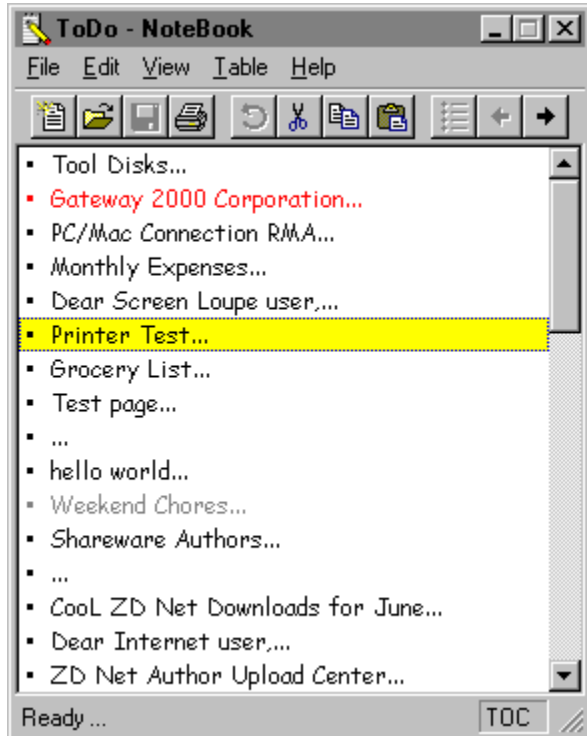 ToDo - NoteBook
File Edit View Table Help
Tool Disks...
Gateway 2000 Corporation...
PC/Mac Connection RMA...
Monthly Expenses...
Dear Screen Loupe user,...
Printer Test...
Grocery List...
Test page...
...
hello world...
Weekend Chores...
Shareware Authors...
...
CooL ZD Net Downloads for June...
Dear Internet user,...
ZD Net Author Upload Center...
Ready ... TOC